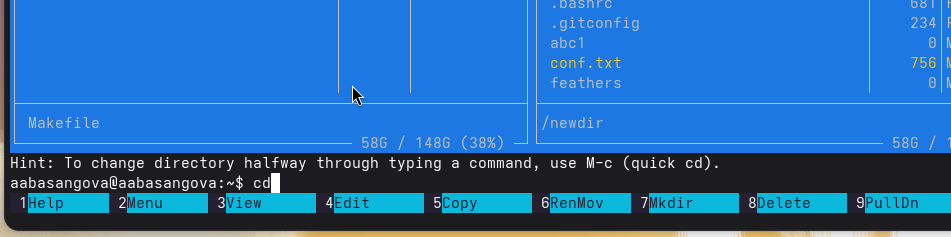 .bashrc 681
.gitconfig 234
abc1 0
conf.txt 756
feathers 0
Makefile /newdir
58G / 148G (38%) 58G /
Hint: To change directory halfway through typing a command, use M-c (quick cd).
aabasangova@aabasangova:~$ cd
1Help 2Menu 3View 4Edit 5Copy 6RenMov 7Mkdir 8Delete 9PullDn